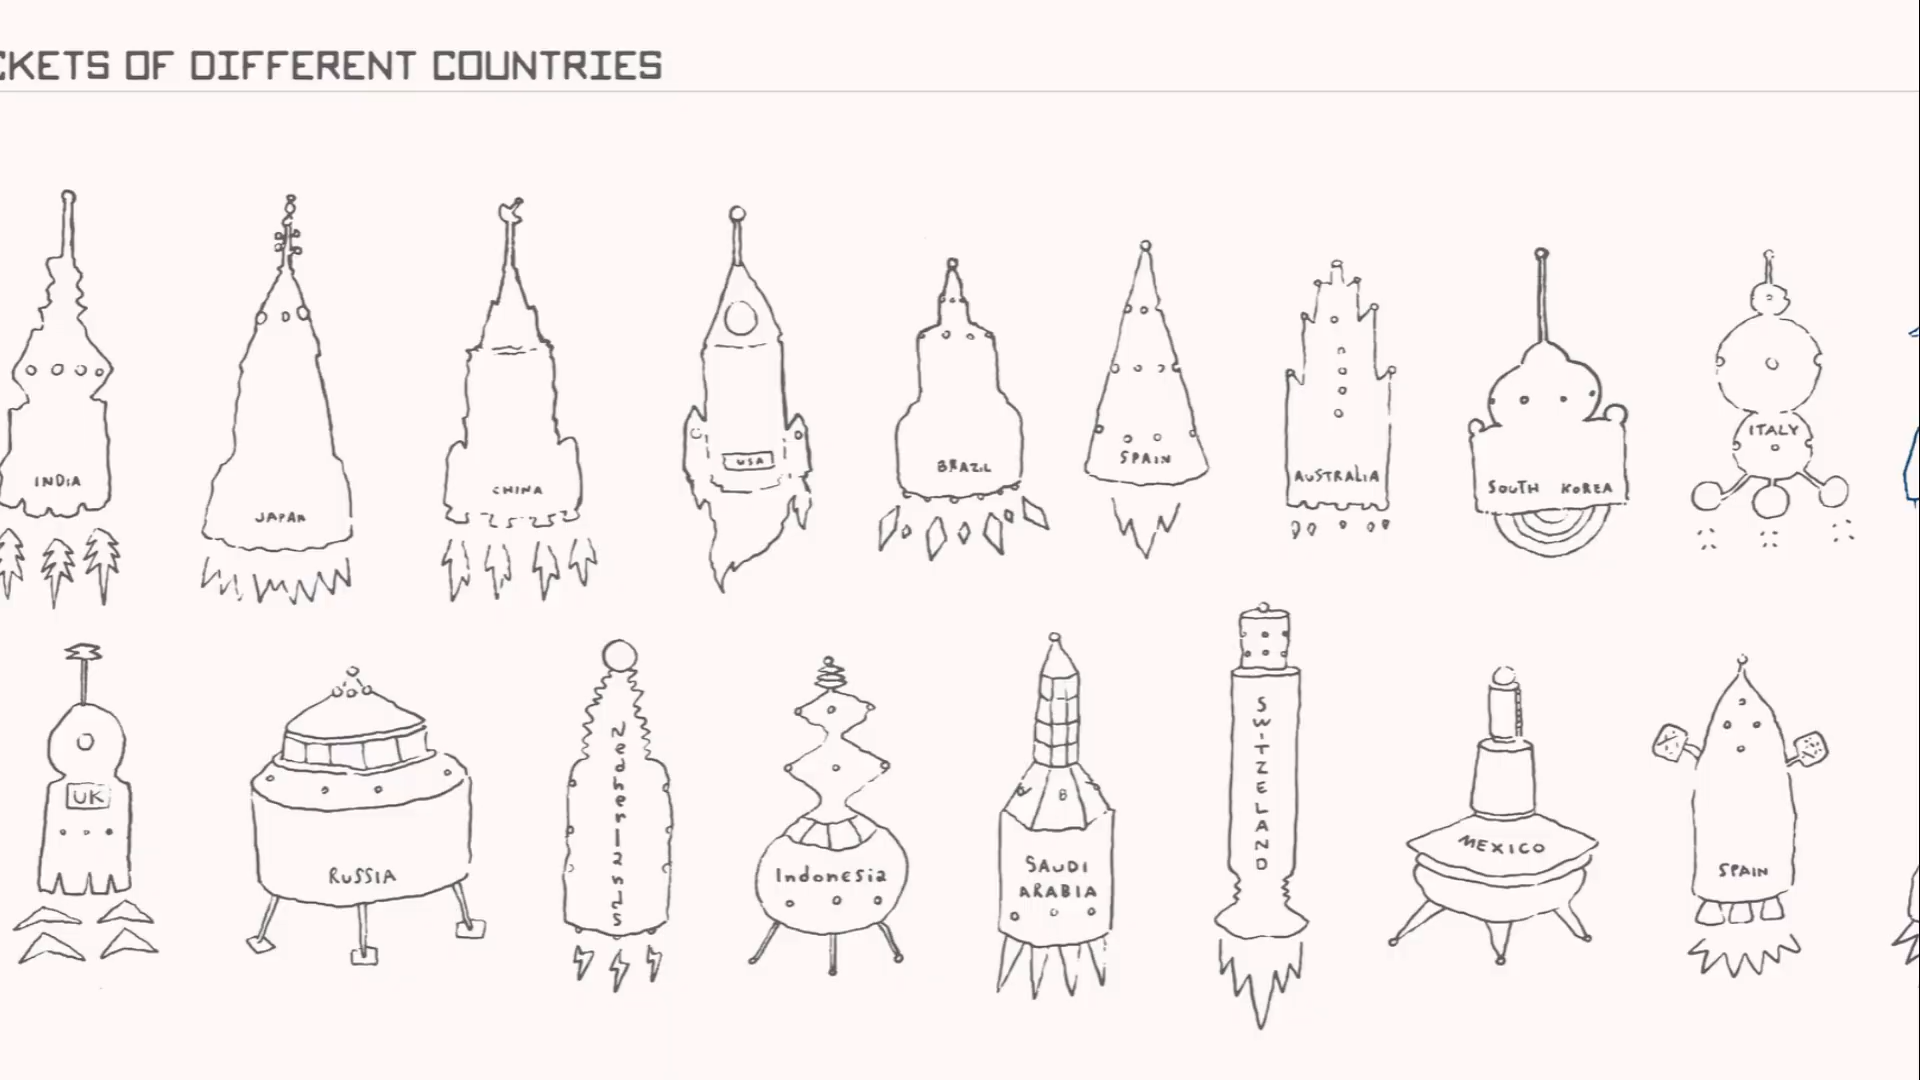 CKETS OF DIFFERENT COUNTRIES
INDIA
JAPAN
CHINA
USA
BRAZIL
SPAIN
AUSTRALIA
SOUTH KOREA
ITALY
UK
RUSSIA
Nedherlands
Indonesia
SAUDI
ARABIA
SWITZELAND
MEXICO
SPAIN